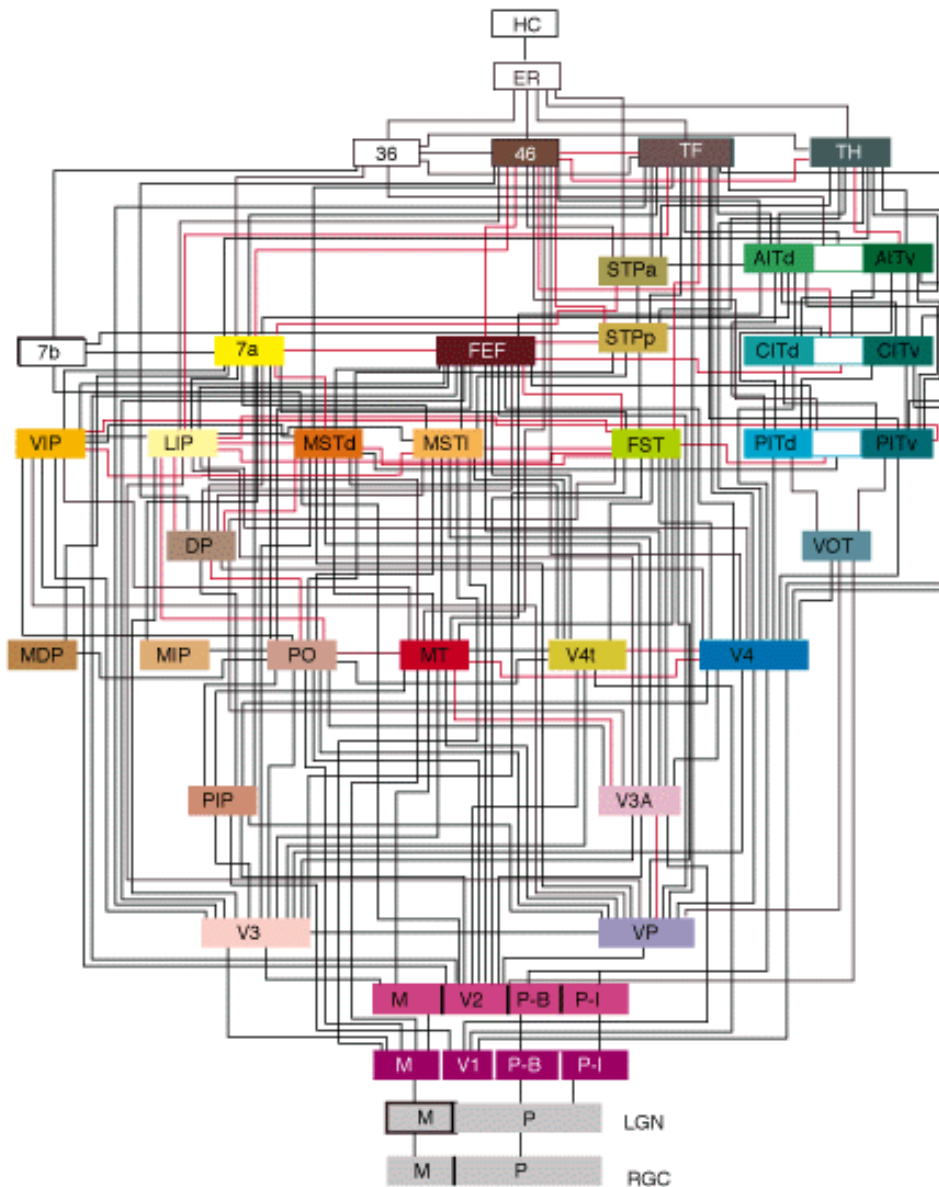 HC
ER
36 46 TF TH
STPa AITd AITv
7b 7a FEF STPp CITd CITv
VIP LIP MSTd MSTl FST PITd PITv
DP VOT
MDP MIP PO MT V4t V4
PIP V3A
V3 VP
M V2 P-B P-I
M V1 P-B P-I
M P LGN
M P RGC